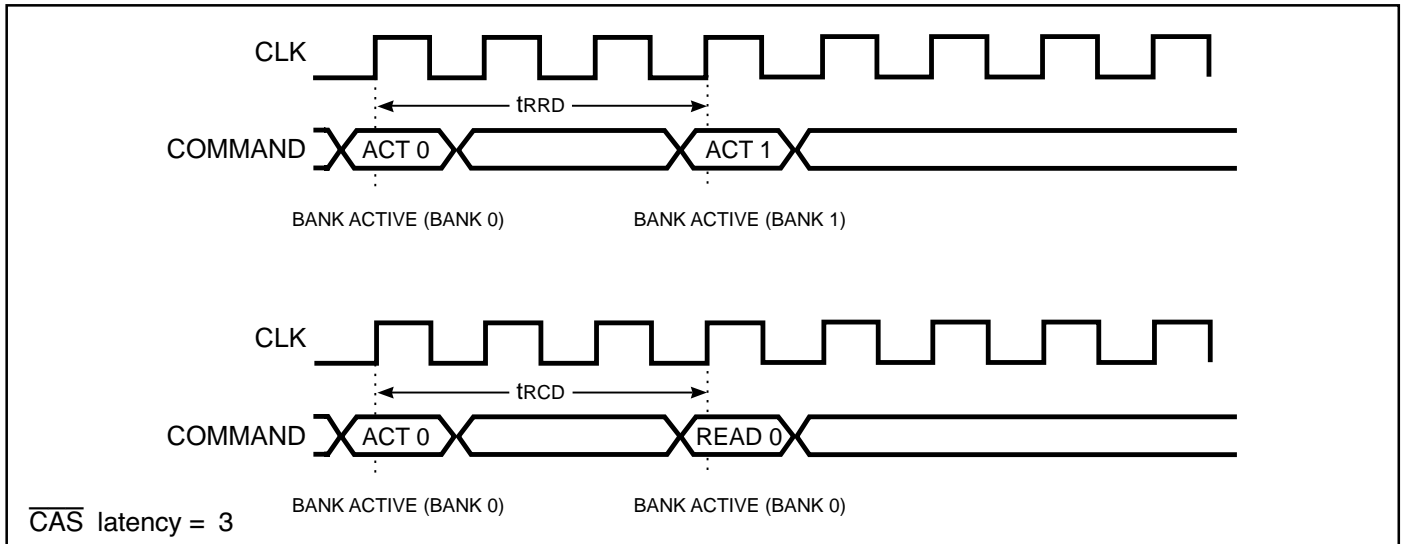 CLK
tRRD
COMMAND ACT 0 ACT 1
BANK ACTIVE (BANK 0) BANK ACTIVE (BANK 1)
CLK
tRCD
COMMAND ACT 0 READ 0
BANK ACTIVE (BANK 0) BANK ACTIVE (BANK 0)
CAS latency = 3